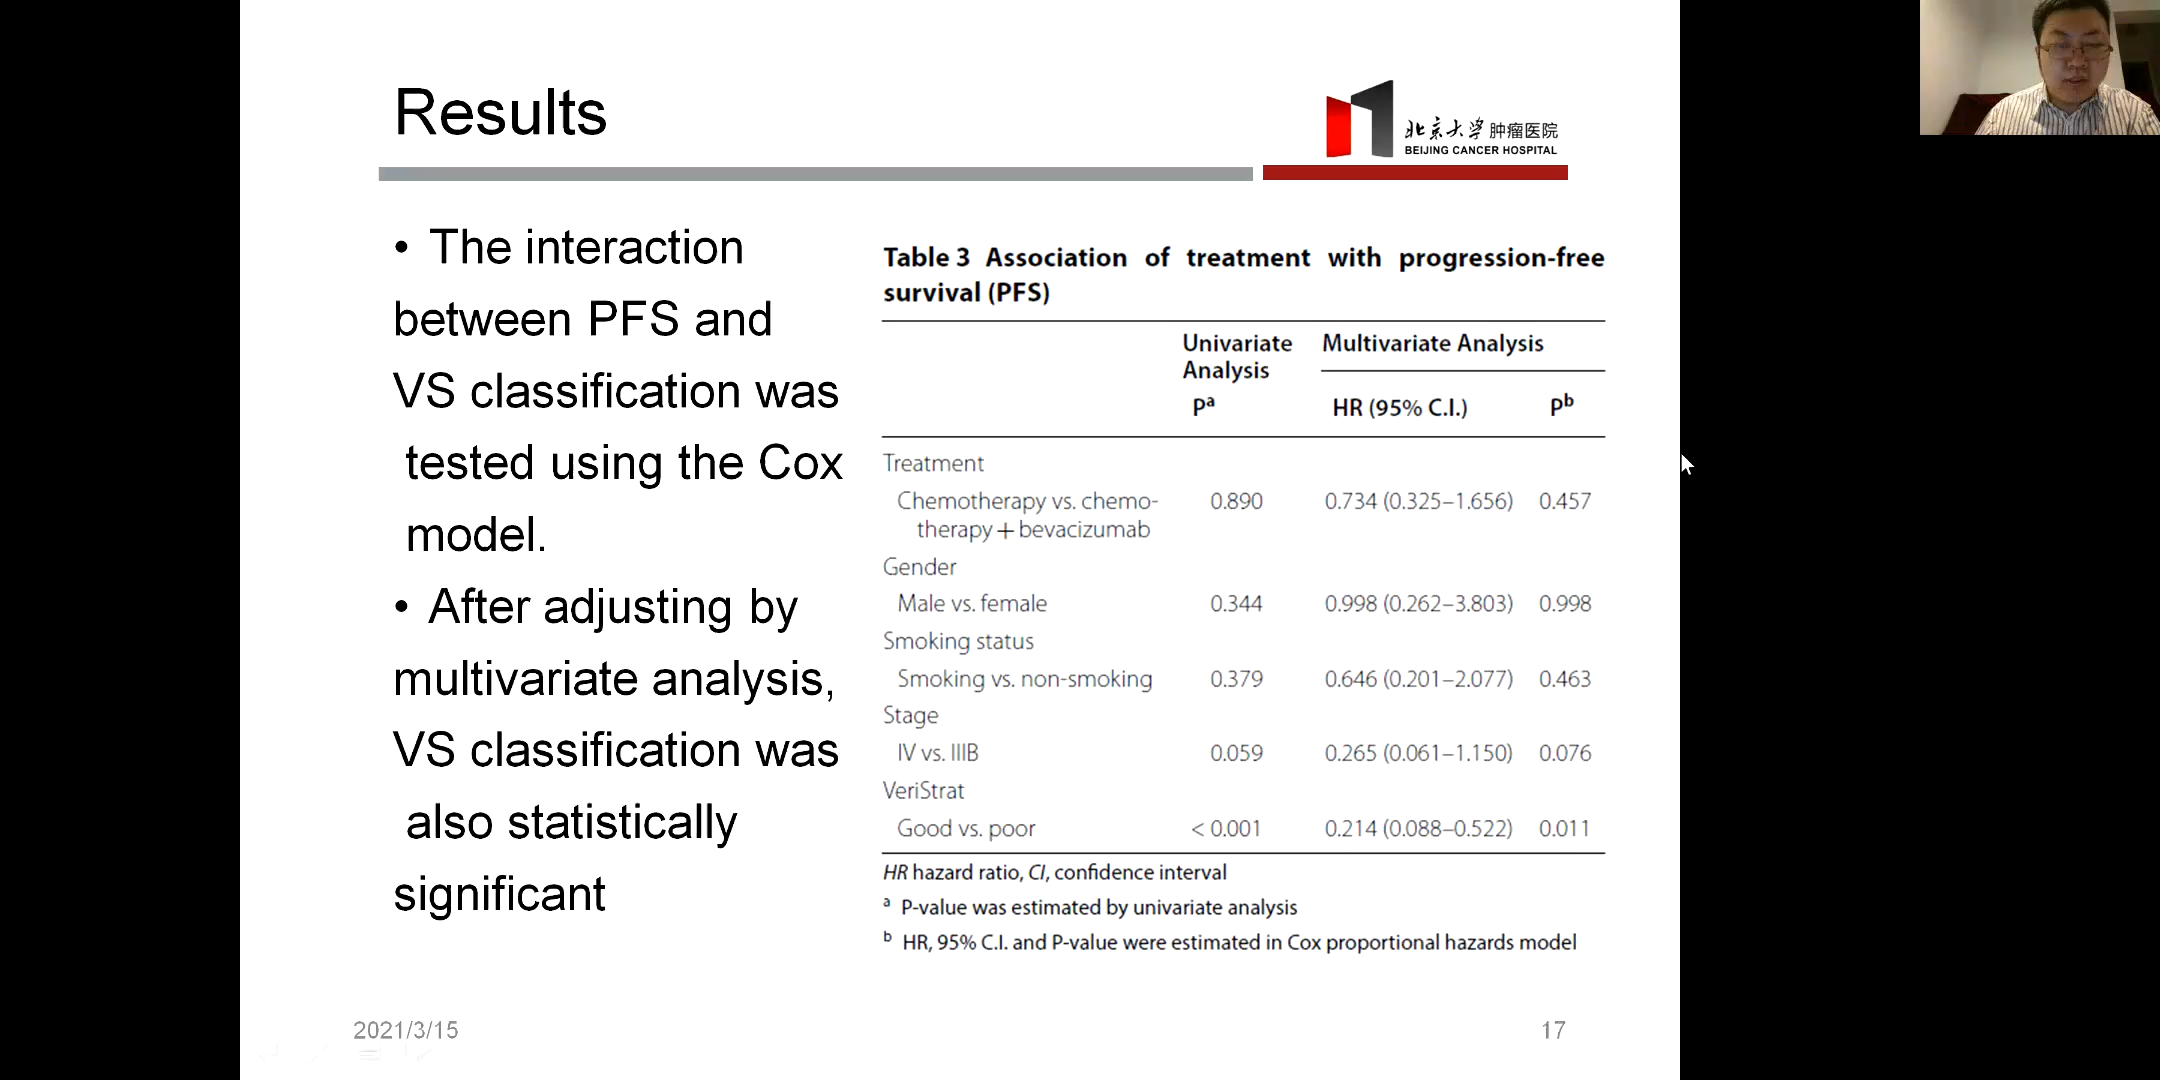 Results
北京大学肿瘤医院
BEIJING CANCER HOSPITAL
• The interaction
between PFS and
VS classification was
tested using the Cox
model.
• After adjusting by
multivariate analysis,
VS classification was
also statistically
significant
Table 3 Association of treatment with progression-free
survival (PFS)
Univariate Analysis Multivariate Analysis
Pa HR (95% C.I.) Pb
Treatment
Chemotherapy vs. chemo- 0.890 0.734 (0.325–1.656) 0.457
therapy + bevacizumab
Gender
Male vs. female 0.344 0.998 (0.262–3.803) 0.998
Smoking status
Smoking vs. non-smoking 0.379 0.646 (0.201–2.077) 0.463
Stage
IV vs. IIIB 0.059 0.265 (0.061–1.150) 0.076
VeriStrat
Good vs. poor < 0.001 0.214 (0.088–0.522) 0.011
HR hazard ratio, CI, confidence interval
a P-value was estimated by univariate analysis
b HR, 95% C.I. and P-value were estimated in Cox proportional hazards model
2021/3/15
17